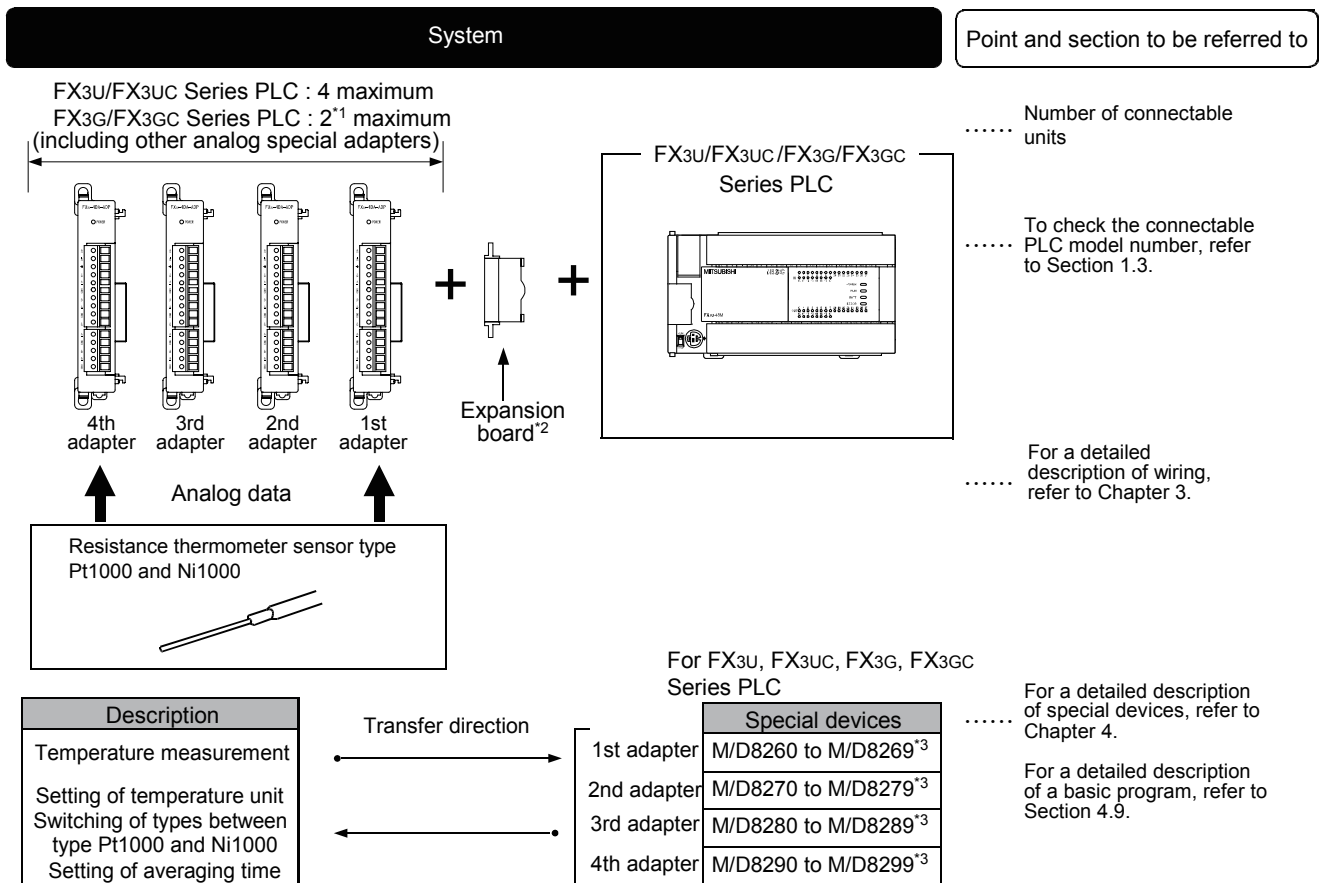 System
Point and section to be referred to
FX3U/FX3UC Series PLC : 4 maximum
FX3G/FX3GC Series PLC : 2*1 maximum
(including other analog special adapters)
FX3U/FX3UC/FX3G/FX3GC
Series PLC
MITSUBISHI
POWER
4th
adapter
3rd
adapter
2nd
adapter
1st
adapter
+
+
Expansion
board*2
Analog data
Resistance thermometer sensor type
Pt1000 and Ni1000
...... Number of connectable
units
To check the connectable
...... PLC model number, refer
to Section 1.3.
For a detailed
description of wiring,
...... refer to Chapter 3.
For FX3U, FX3UC, FX3G, FX3GC
Series PLC
Description
Temperature measurement
Setting of temperature unit
Switching of types between
type Pt1000 and Ni1000
Setting of averaging time
Transfer direction
Special devices
1st adapter M/D8260 to M/D8269*3
2nd adapter M/D8270 to M/D8279*3
3rd adapter M/D8280 to M/D8289*3
4th adapter M/D8290 to M/D8299*3
For a detailed description
...... of special devices, refer to
Chapter 4.
For a detailed description
of a basic program, refer to
Section 4.9.